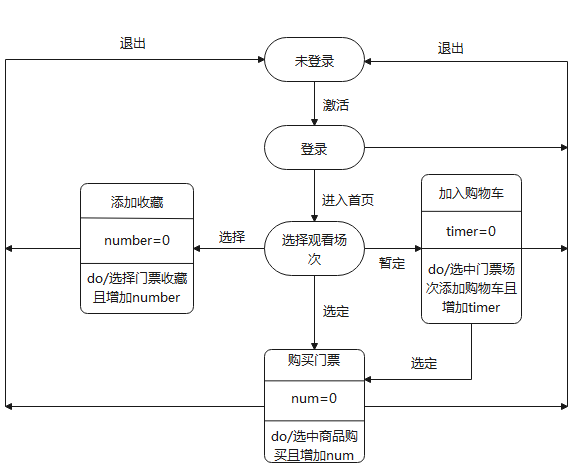 退出
退出
未登录
激活
登录
进入首页
添加收藏
number=0
do/选择门票收藏
且增加number
选择
选择观看场
次
暂定
加入购物车
timer=0
do/选中门票场
次添加购物车且
增加timer
选定
选定
购买门票
num=0
do/选中商品购
买且增加num